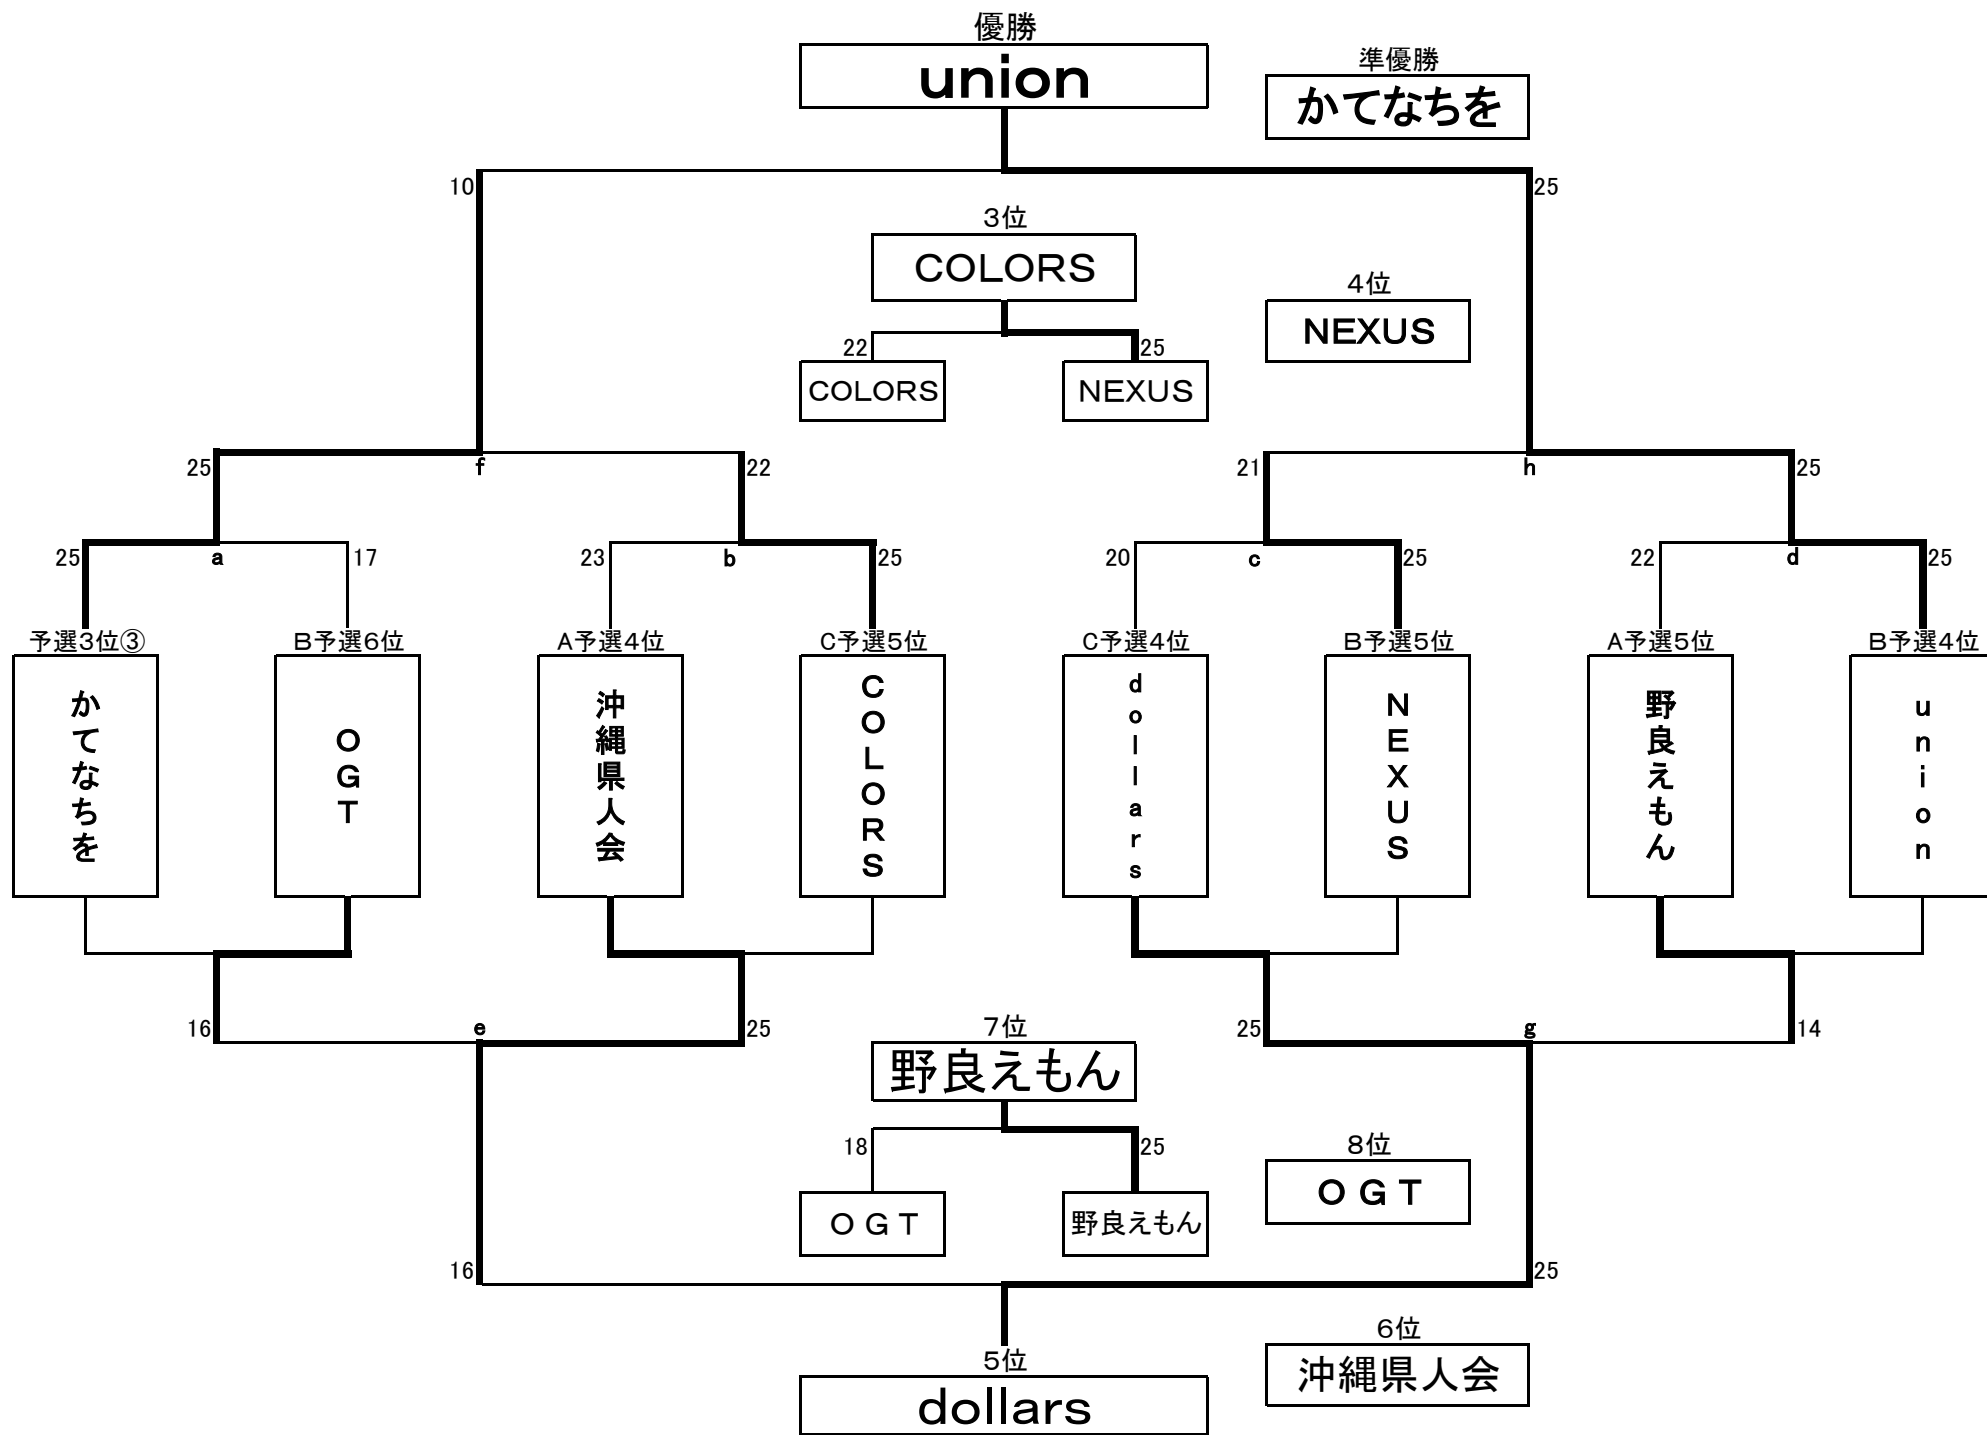 優勝
union
準優勝
かてなちを
10
25
3位
COLORS
4位
NEXUS
22
25
COLORS
NEXUS
25
f
22
21
h
25
25
a
17
23
b
25
20
c
25
22
d
25
予選3位③
B予選6位
A予選4位
C予選5位
C予選4位
B予選5位
A予選5位
B予選4位
かてなちを
OGT
沖縄県人会
COLORS
dollars
NEXUS
野良えもん
union
16
e
25
7位
25
g
14
野良えもん
18
25
8位
OGT
OGT
野良えもん
16
25
6位
沖縄県人会
5位
dollars